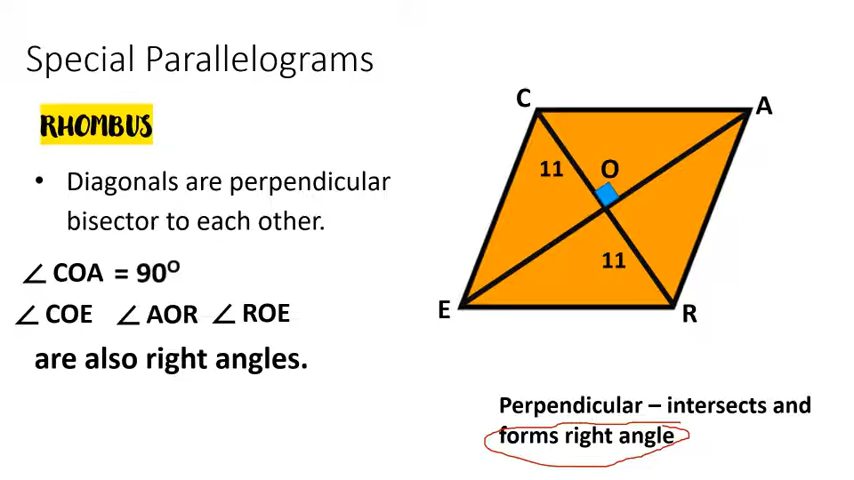 Special Parallelograms
RHOMBUS
• Diagonals are perpendicular
bisector to each other.
∠ COA = 90⁰
∠ COE ∠ AOR ∠ ROE
are also right angles.
C
A
11
O
11
E
R
Perpendicular – intersects and
forms right angle